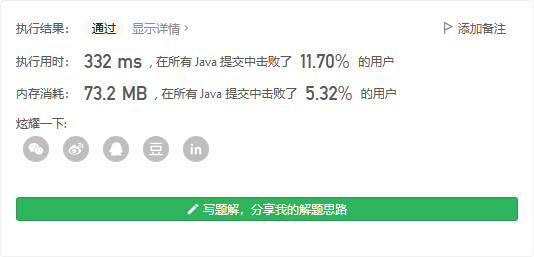 执行结果： 通过 显示详情 › 添加备注
执行用时： 332 ms , 在所有 Java 提交中击败了 11.70% 的用户
内存消耗： 73.2 MB , 在所有 Java 提交中击败了 5.32% 的用户
炫耀一下:
豆 in
写题解，分享我的解题思路